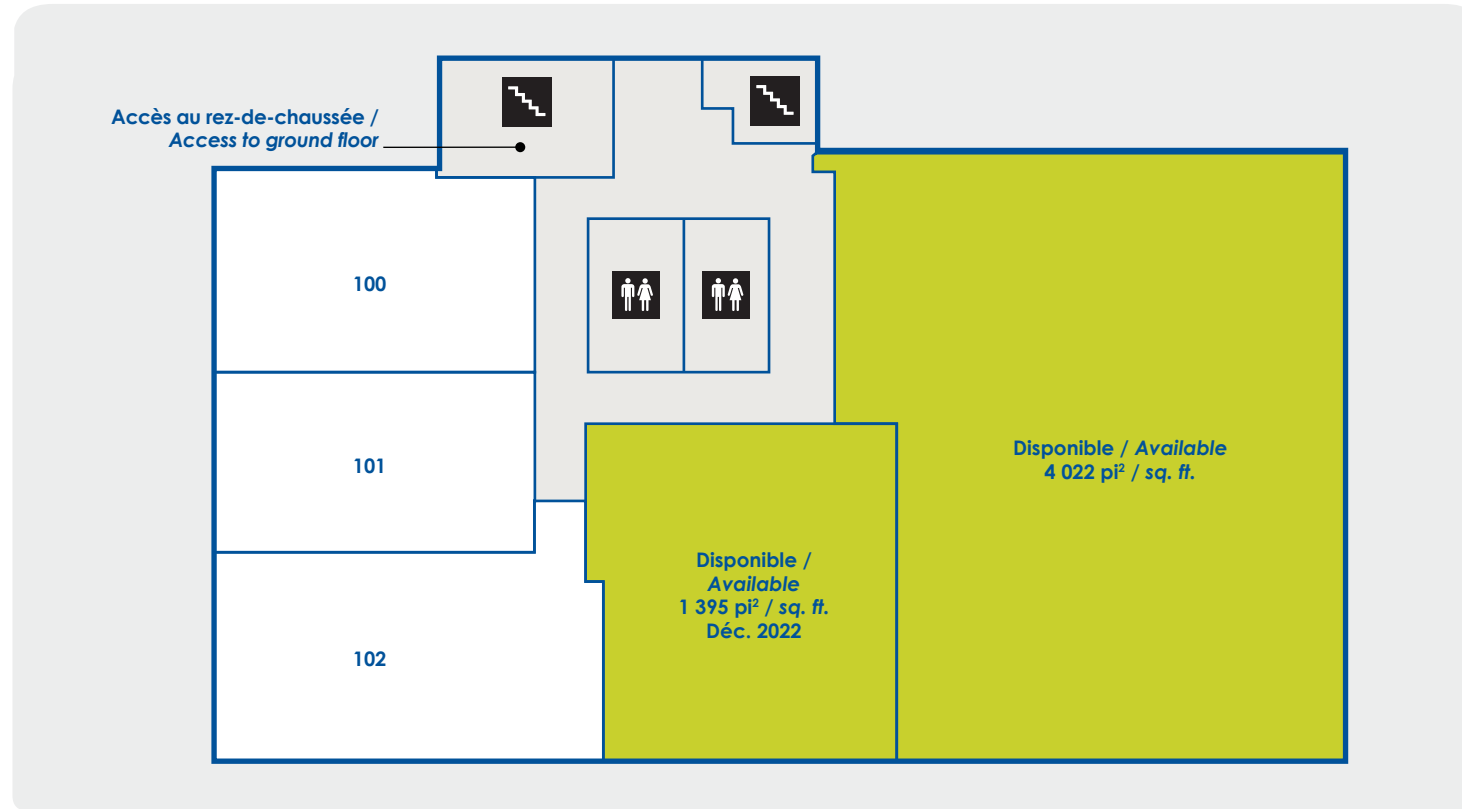 Accès au rez-de-chaussée /
Access to ground floor
100
101
102
Disponible /
Available
1 395 pi² / sq. ft.
Déc. 2022
Disponible / Available
4 022 pi² / sq. ft.